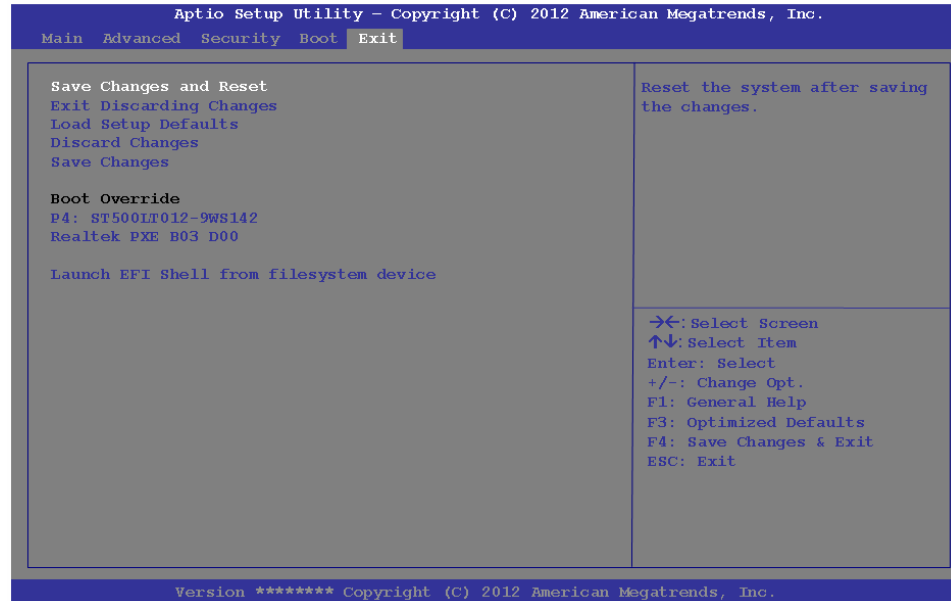 Aptio Setup Utility – Copyright (C) 2012 American Megatrends, Inc.
Main Advanced Security Boot Exit
Save Changes and Reset
Exit Discarding Changes
Load Setup Defaults
Discard Changes
Save Changes
Boot Override
P4: ST500LT012-9WS142
Realtek PXE B03 D00
Launch EFI Shell from filesystem device
Reset the system after saving
the changes.
→←: Select Screen
↑↓: Select Item
Enter: Select
+/-: Change Opt.
F1: General Help
F3: Optimized Defaults
F4: Save Changes & Exit
ESC: Exit
Version ******** Copyright (C) 2012 American Megatrends, Inc.